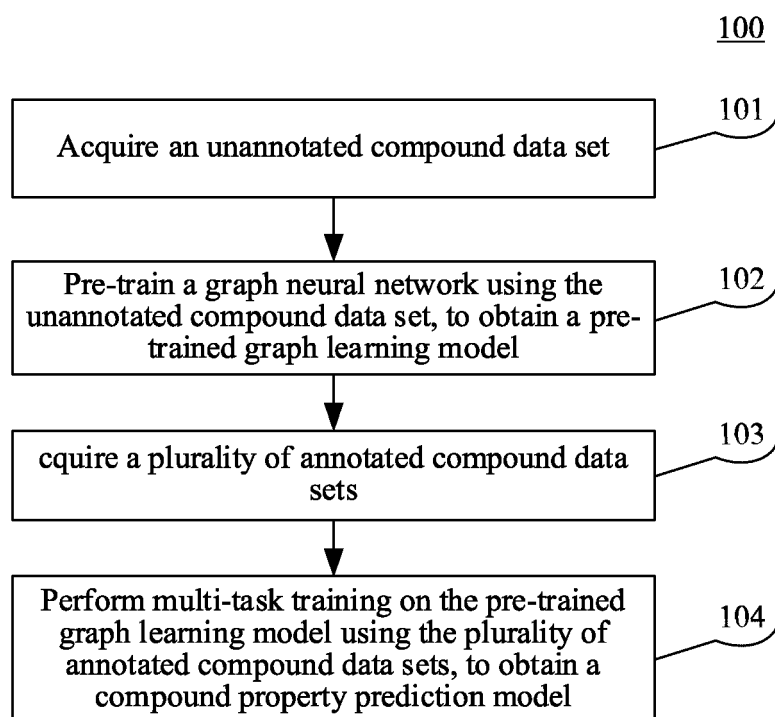 100
101
Acquire an unannotated compound data set
102
Pre-train a graph neural network using the
unannotated compound data set, to obtain a pre-
trained graph learning model
103
cquire a plurality of annotated compound data
sets
Perform multi-task training on the pre-trained
graph learning model using the plurality of
annotated compound data sets, to obtain a
compound property prediction model
104